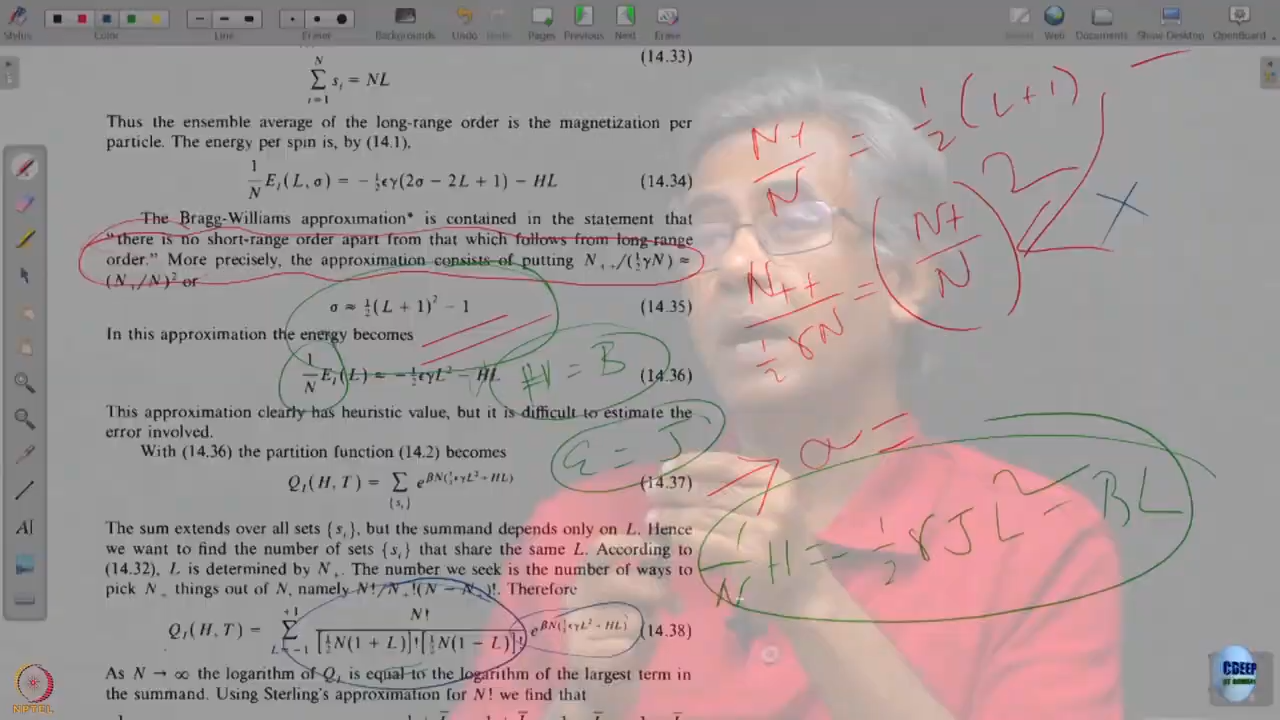 Stylus Color Line Eraser Backgrounds Undo Pages Previous Next Erase Web Documents Show Desktop OpenBoard
N
∑ s_i = NL (14.33)
i=1
Thus the ensemble average of the long-range order is the magnetization per
particle. The energy per spin is, by (14.1),
1/N E_I(L, σ) = -½εγ(2σ - 2L + 1) - HL (14.34)
The Bragg-Williams approximation* is contained in the statement that
"there is no short-range order apart from that which follows from long-range
order." More precisely, the approximation consists of putting N₊₊/(½γN) ≈
(N₊/N)² or
σ ≈ ½(L + 1)² - 1 (14.35)
In this approximation the energy becomes
1/N E_I(L) ≈ -½εγL² - HL (14.36)
This approximation clearly has heuristic value, but it is difficult to estimate the
error involved.
With (14.36) the partition function (14.2) becomes
Q_I(H, T) = ∑_{s_i} e^{βN(½εγL² + HL)} (14.37)
The sum extends over all sets {s_i}, but the summand depends only on L. Hence
we want to find the number of sets {s_i} that share the same L. According to
(14.32), L is determined by N₊. The number we seek is the number of ways to
pick N₊ things out of N, namely N!/N₊!(N - N₊)!. Therefore
Q_I(H, T) = ∑_{L=-1}^{+1} N!/[½N(1 + L)]![½N(1 - L)]! e^{βN(½εγL² + HL)} (14.38)
As N → ∞ the logarithm of Q_I is equal to the logarithm of the largest term in
the summand. Using Sterling's approximation for N! we find that
N+/N = ½(L+1)
N++/½γN = (N+/N)²
H = B
ε = J
1/N H = -½γJL² - BL
NPTEL
CDEEP
IIT BOMBAY